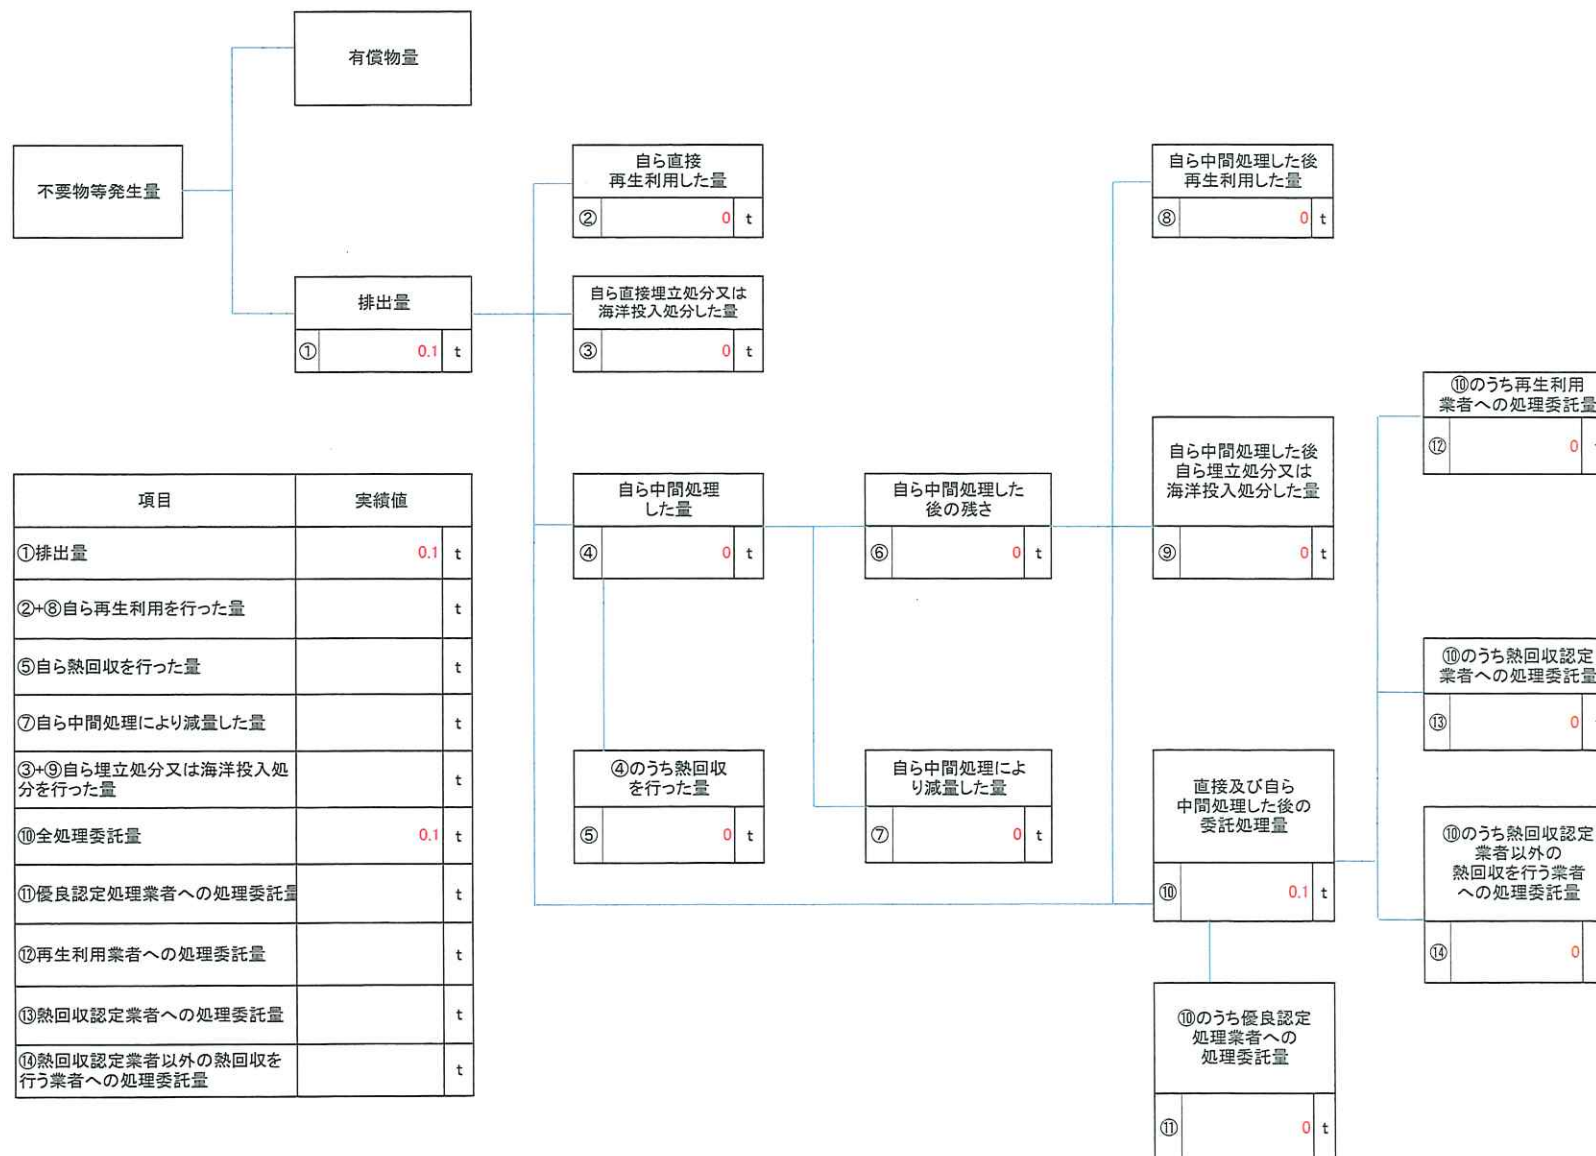 有償物量
不要物等発生量
自ら直接
再生利用した量
② 0 t
自ら中間処理した後
再生利用した量
⑧ 0 t
排出量
① 0.1 t
自ら直接埋立処分又は
海洋投入処分した量
③ 0 t
⑩のうち再生利用
業者への処理委託量
⑫ 0
自ら中間処理した後
自ら埋立処分又は
海洋投入処分した量
⑨ 0 t
自ら中間処理
した量
④ 0 t
自ら中間処理した
後の残さ
⑥ 0 t
項目 実績値
①排出量 0.1 t
②+⑧自ら再生利用を行った量 t
⑤自ら熱回収を行った量 t
⑦自ら中間処理により減量した量 t
③+⑨自ら埋立処分又は海洋投入処
分を行った量 t
⑩全処理委託量 0.1 t
⑪優良認定処理業者への処理委託量 t
⑫再生利用業者への処理委託量 t
⑬熱回収認定業者への処理委託量 t
⑭熱回収認定業者以外の熱回収を
行う業者への処理委託量 t
⑩のうち熱回収認定
業者への処理委託量
⑬ 0
④のうち熱回収
を行った量
⑤ 0 t
自ら中間処理によ
り減量した量
⑦ 0 t
直接及び自ら
中間処理した後の
委託処理量
⑩ 0.1 t
⑩のうち熱回収認定
業者以外の
熱回収を行う業者
への処理委託量
⑭ 0
⑩のうち優良認定
処理業者への
処理委託量
⑪ 0 t